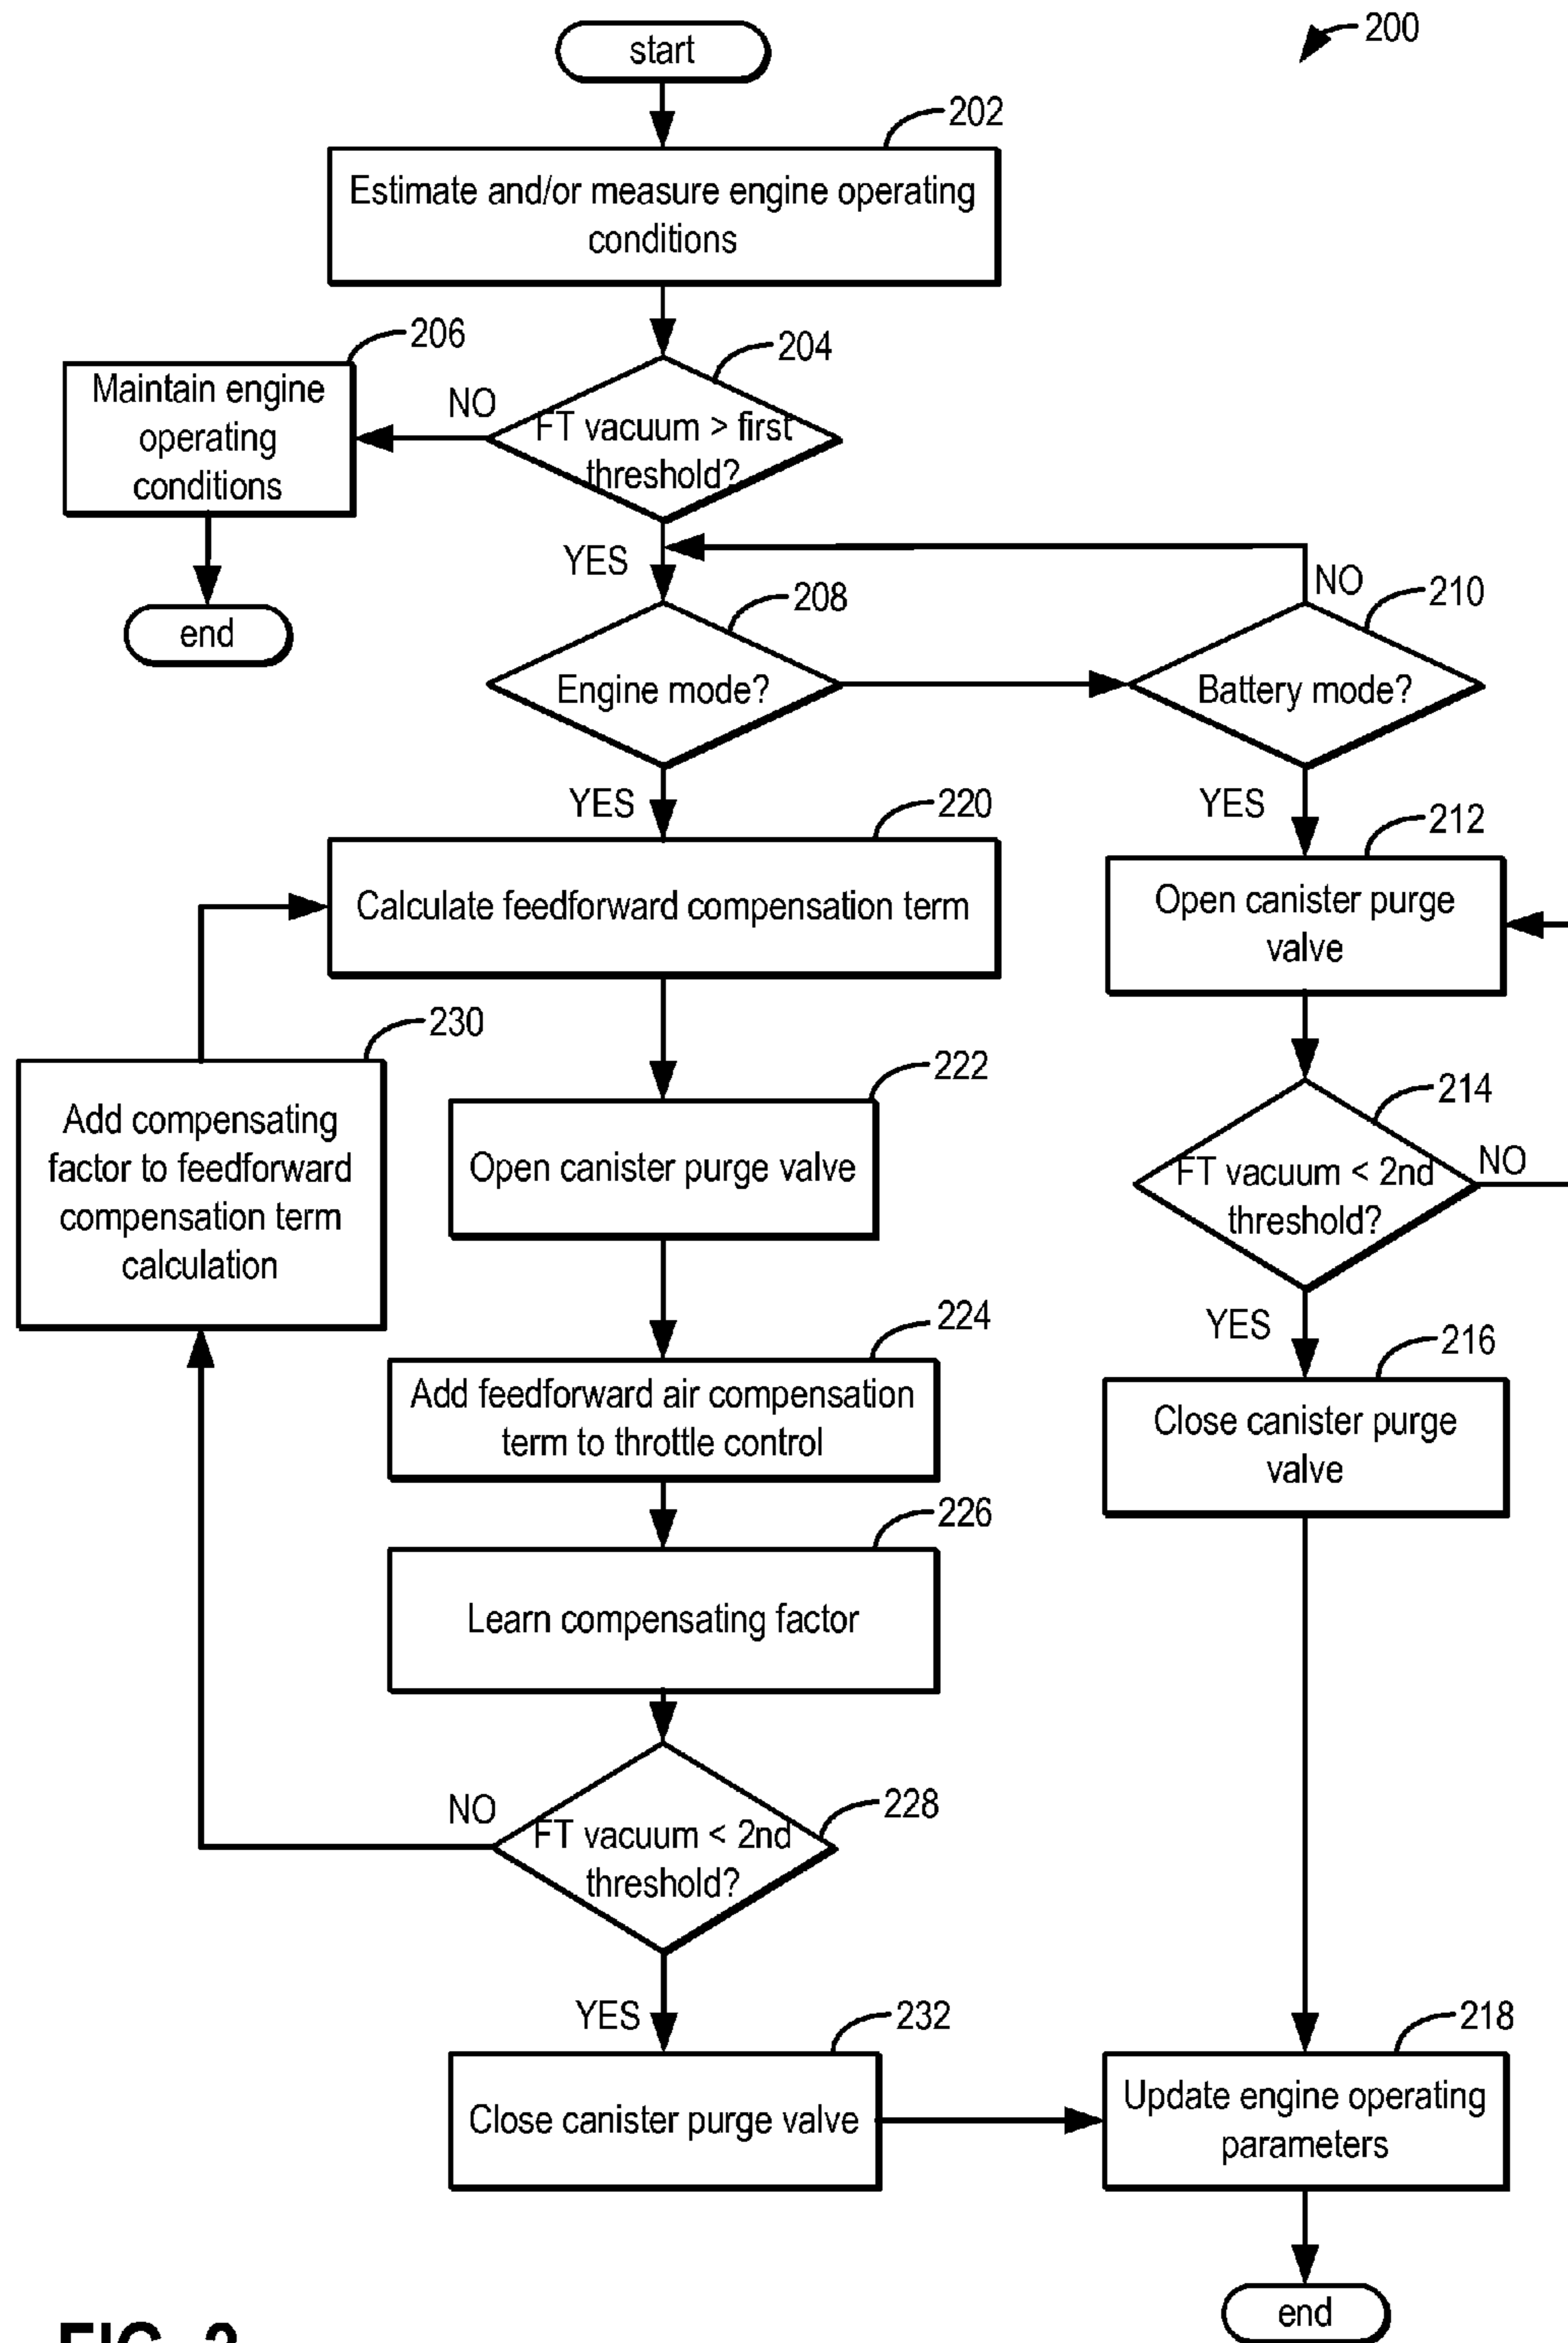 start
200
202
Estimate and/or measure engine operating
conditions
206
204
Maintain engine
operating
conditions
NO
FT vacuum > first
threshold?
YES
NO
end
208
210
Engine mode?
Battery mode?
YES
220
YES
212
Calculate feedforward compensation term
Open canister purge
valve
230
222
214
Add compensating
factor to feedforward
compensation term
calculation
Open canister purge valve
FT vacuum < 2nd
threshold?
NO
224
YES
216
Add feedforward air compensation
term to throttle control
Close canister purge
valve
226
Learn compensating factor
NO
228
FT vacuum < 2nd
threshold?
YES
232
218
Close canister purge valve
Update engine operating
parameters
end